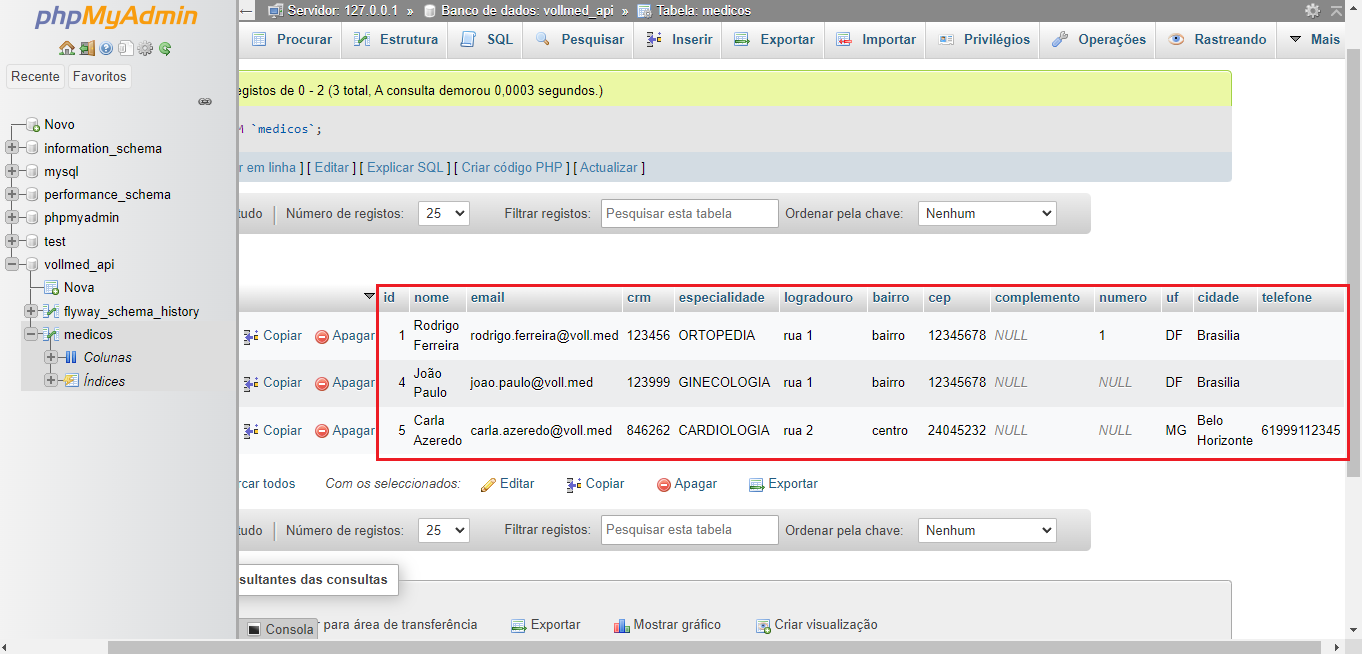 phpMyAdmin
Recente Favoritos
Novo
information_schema
mysql
performance_schema
phpmyadmin
test
vollmed_api
Nova
flyway_schema_history
medicos
Colunas
Índices
Servidor: 127.0.0.1 » Banco de dados: vollmed_api » Tabela: medicos
Procurar Estrutura SQL Pesquisar Inserir Exportar Importar Privilégios Operações Rastreando Mais
egistos de 0 - 2 (3 total, A consulta demorou 0,0003 segundos.)
M `medicos`;
r em linha ] [ Editar ] [ Explicar SQL ] [ Criar código PHP ] [ Actualizar ]
tudo Número de registos: 25 Filtrar registos: Pesquisar esta tabela Ordenar pela chave: Nenhum
id nome email crm especialidade logradouro bairro cep complemento numero uf cidade telefone
Copiar Apagar 1 Rodrigo Ferreira rodrigo.ferreira@voll.med 123456 ORTOPEDIA rua 1 bairro 12345678 NULL 1 DF Brasilia
Copiar Apagar 4 João Paulo joao.paulo@voll.med 123999 GINECOLOGIA rua 1 bairro 12345678 NULL NULL DF Brasilia
Copiar Apagar 5 Carla Azeredo carla.azeredo@voll.med 846262 CARDIOLOGIA rua 2 centro 24045232 NULL NULL MG Belo Horizonte 61999112345
rcar todos Com os seleccionados: Editar Copiar Apagar Exportar
tudo Número de registos: 25 Filtrar registos: Pesquisar esta tabela Ordenar pela chave: Nenhum
sultantes das consultas
para área de transferência Exportar Mostrar gráfico Criar visualização
Consola